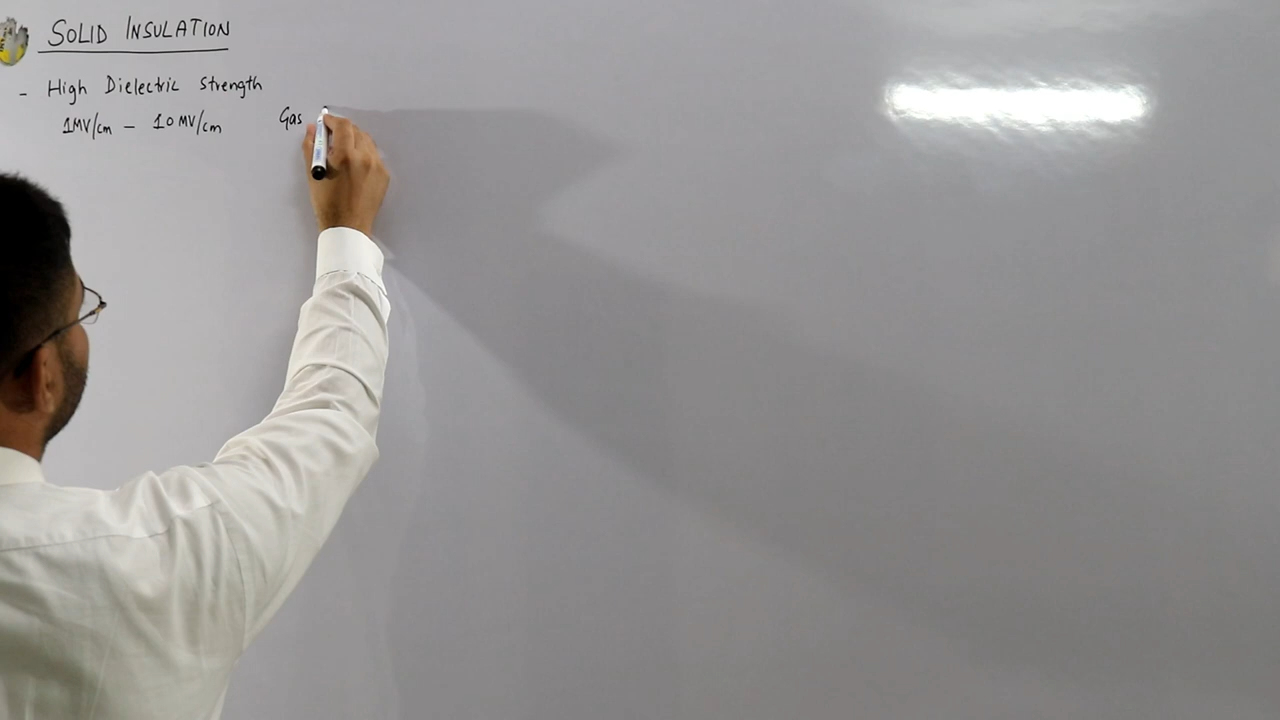 SOLID INSULATION
- High Dielectric Strength
1MV/cm - 10 MV/cm Gas